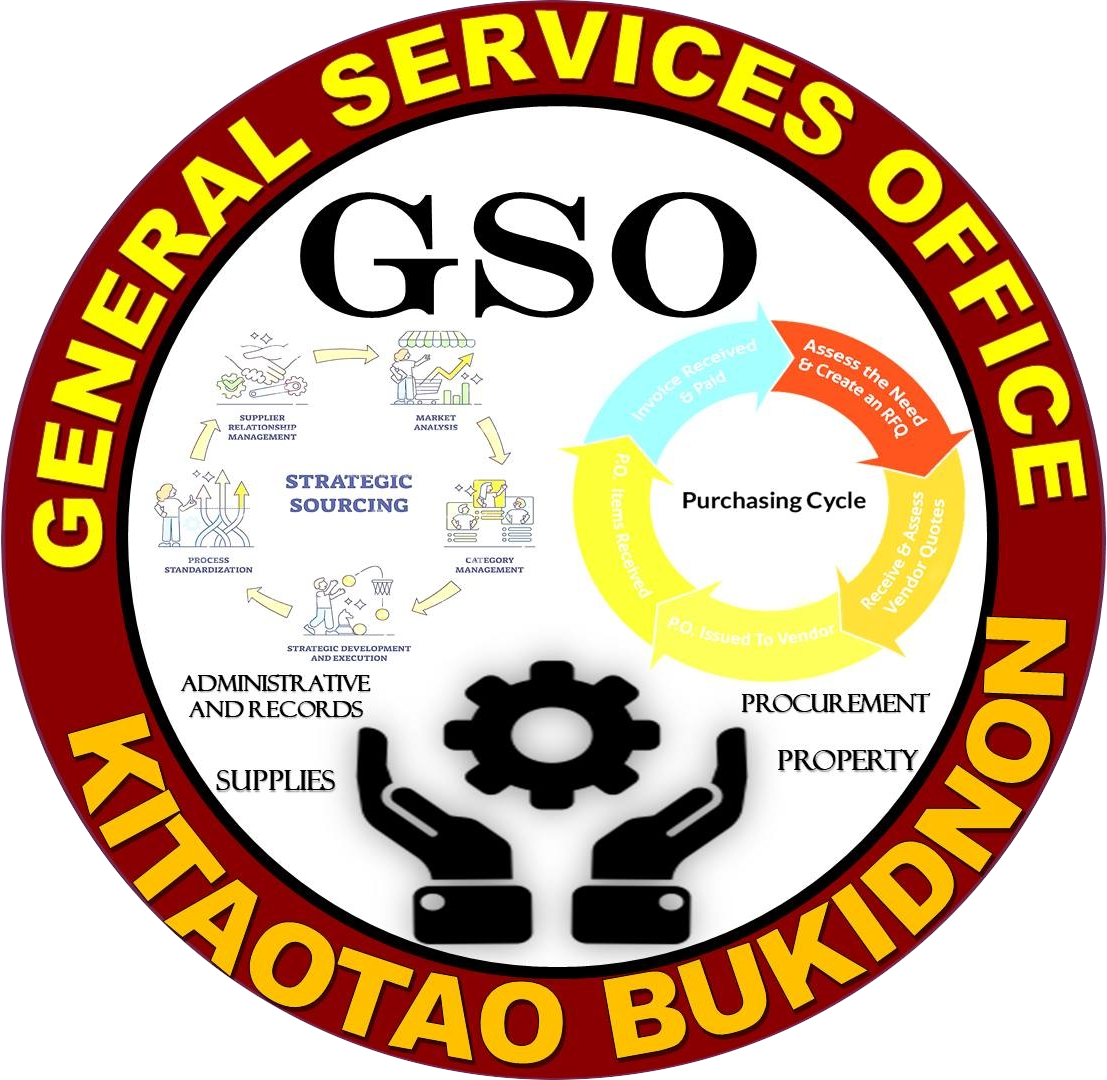 GENERAL SERVICES OFFICE
GSO
SUPPLIER
RELATIONSHIP
MANAGEMENT
MARKET
ANALYSIS
STRATEGIC
SOURCING
PROCESS
STANDARDIZATION
CATEGORY
MANAGEMENT
STRATEGIC DEVELOPMENT
AND EXECUTION
Invoice Received
& Paid
Assess the Need
& Create an RFQ
Purchasing Cycle
Receive & Assess
Vendor Quotes
P.O. Issued To Vendor
P.O. Items Received
ADMINISTRATIVE
AND RECORDS
SUPPLIES
PROCUREMENT
PROPERTY
KITAOTAO BUKIDNON